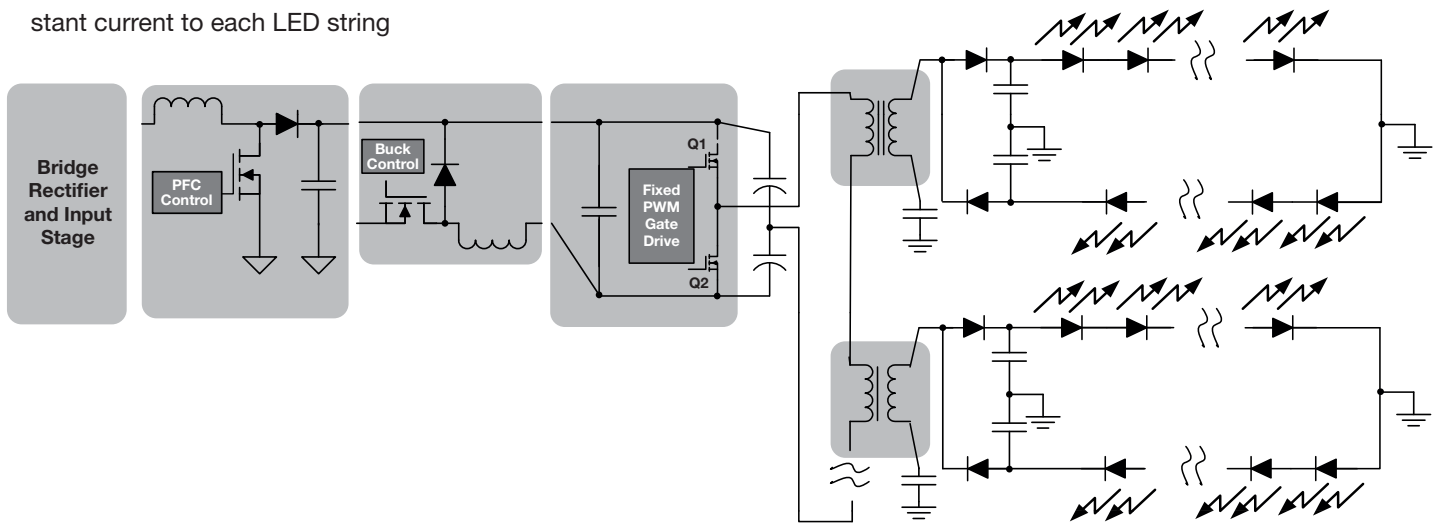 stant current to each LED string
Bridge
Rectifier
and Input
Stage
PFC
Control
Buck
Control
Fixed
PWM
Gate
Drive
Q1
Q2